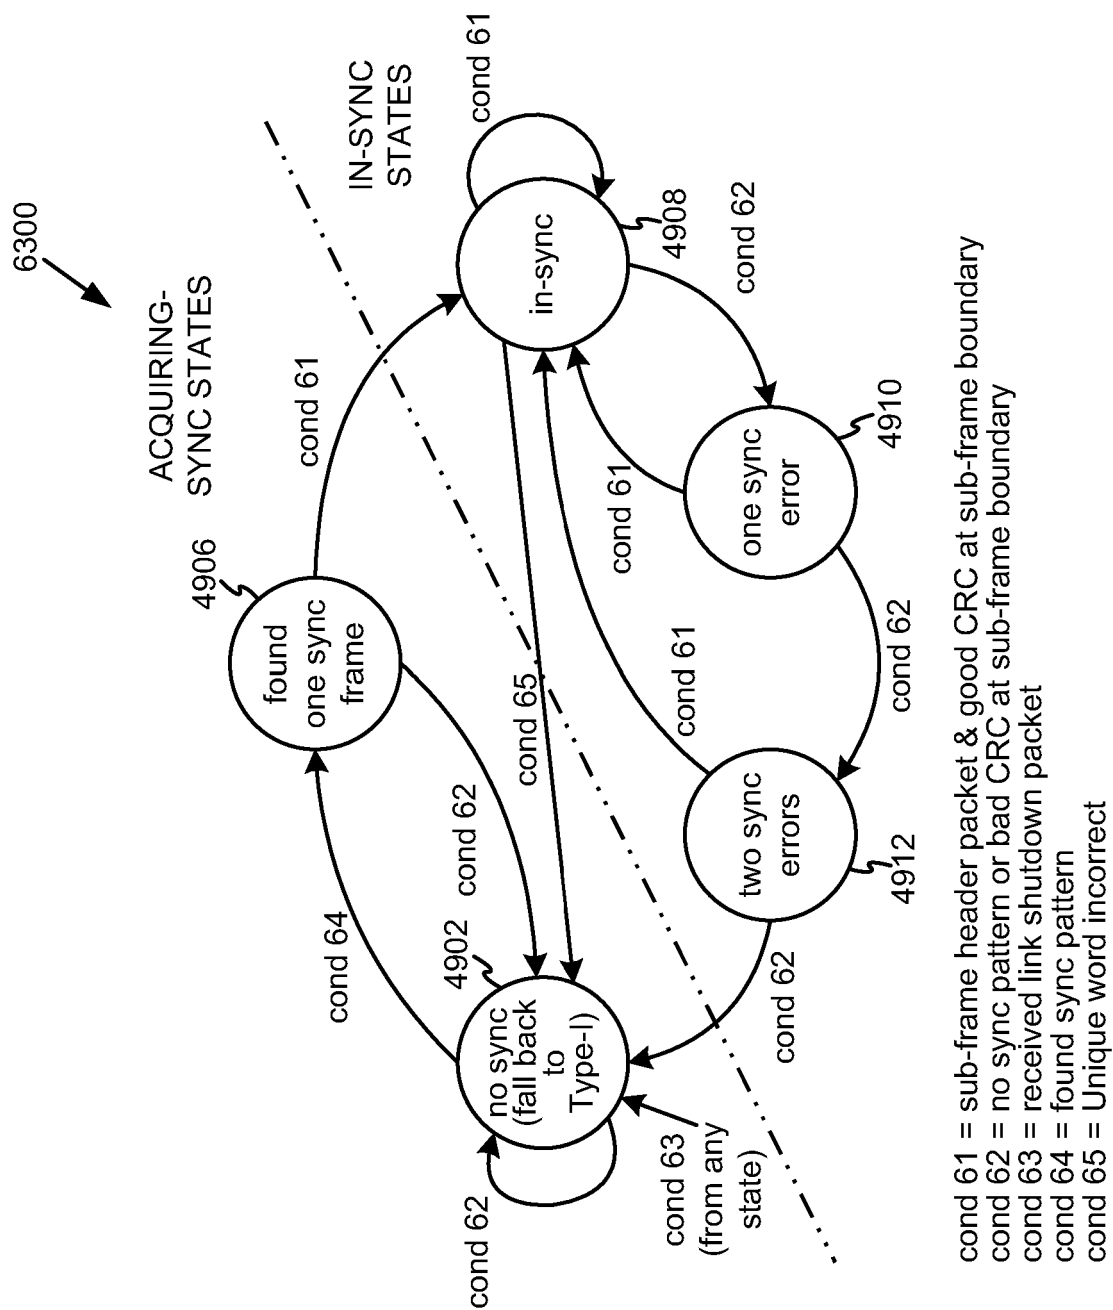 6300
ACQUIRING-
SYNC STATES
IN-SYNC
STATES
4906
found
one sync
frame
cond 61
cond 61
cond 64
cond 62
cond 65
4902
no sync
(fall back
to
Type-I)
cond 62
in-sync
4908
cond 62
cond 61
cond 61
cond 63
(from any
state)
cond 62
two sync
errors
4912
cond 62
one sync
error
4910
cond 61 = sub-frame header packet & good CRC at sub-frame boundary
cond 62 = no sync pattern or bad CRC at sub-frame boundary
cond 63 = received link shutdown packet
cond 64 = found sync pattern
cond 65 = Unique word incorrect